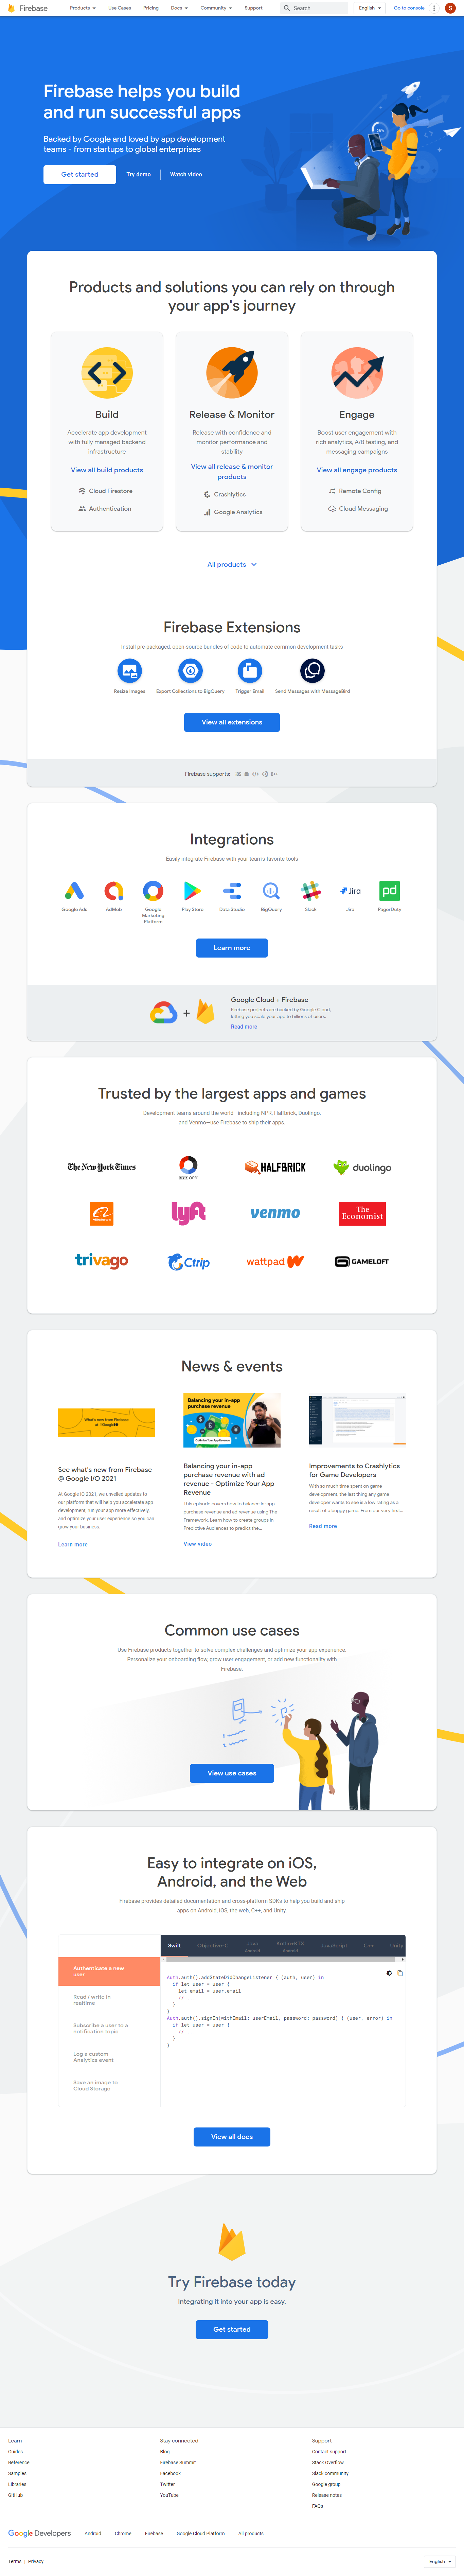 Firebase
Products
Use Cases
Pricing
Docs
Community
Support
Search
English
Go to console
S
Firebase helps you build
and run successful apps
Backed by Google and loved by app development
teams - from startups to global enterprises
Get started
Try demo
Watch video
Products and solutions you can rely on through
your app's journey
Build
Accelerate app development
with fully managed backend
infrastructure
View all build products
Cloud Firestore
Authentication
Release & Monitor
Release with confidence and
monitor performance and
stability
View all release & monitor
products
Crashlytics
Google Analytics
Engage
Boost user engagement with
rich analytics, A/B testing, and
messaging campaigns
View all engage products
Remote Config
Cloud Messaging
All products
Firebase Extensions
Install pre-packaged, open-source bundles of code to automate common development tasks
Resize Images
Export Collections to BigQuery
Trigger Email
Send Messages with MessageBird
View all extensions
Firebase supports:
iOS
C++
Integrations
Easily integrate Firebase with your team's favorite tools
Google Ads
AdMob
Google
Marketing
Platform
Play Store
Data Studio
BigQuery
Slack
Jira
Jira
pd
PagerDuty
Learn more
Google Cloud + Firebase
Firebase projects are backed by Google Cloud,
letting you scale your app to billions of users.
Read more
Trusted by the largest apps and games
Development teams around the world—including NPR, Halfbrick, Duolingo,
and Venmo—use Firebase to ship their apps.
The New York Times
HALFBRICK
duolingo
lyft
venmo
The
Economist
trivago
Ctrip
wattpad
GAMELOFT
News & events
What's new from Firebase
See what's new from Firebase
@ Google I/O 2021
At Google IO 2021, we unveiled updates to
our platform that will help you accelerate app
development, run your app more effectively,
and optimize your user experience so you can
grow your business.
Learn more
Balancing your in-app
purchase revenue
Optimize Your App Revenue
Balancing your in-app
purchase revenue with ad
revenue - Optimize Your App
Revenue
This episode covers how to balance in-app
purchase revenue and ad revenue using The
Framework. Learn how to create groups in
Predictive Audiences to predict the...
View video
Improvements to Crashlytics
for Game Developers
With so much time spent on game
development, the last thing any game
developer wants to see is a low rating as a
result of a buggy game. From our very first...
Read more
Common use cases
Use Firebase products together to solve complex challenges and optimize your app experience.
Personalize your onboarding flow, grow user engagement, or add new functionality with
Firebase.
View use cases
Easy to integrate on iOS,
Android, and the Web
Firebase provides detailed documentation and cross-platform SDKs to help you build and ship
apps on Android, iOS, the web, C++, and Unity.
Swift
Objective-C
Java
Android
Kotlin+KTX
Android
JavaScript
C++
Unity
Authenticate a new
user
Read / write in
realtime
Subscribe a user to a
notification topic
Log a custom
Analytics event
Save an image to
Cloud Storage
Auth.auth().addStateDidChangeListener { (auth, user) in
if let user = user {
let email = user.email
// ...
}
}
Auth.auth().signIn(withEmail: userEmail, password: password) { (user, error) in
if let user = user {
// ...
}
}
View all docs
Try Firebase today
Integrating it into your app is easy.
Get started
Learn
Guides
Reference
Samples
Libraries
GitHub
Stay connected
Blog
Firebase Summit
Facebook
Twitter
YouTube
Support
Contact support
Stack Overflow
Slack community
Google group
Release notes
FAQs
Google Developers
Android
Chrome
Firebase
Google Cloud Platform
All products
Terms | Privacy
English